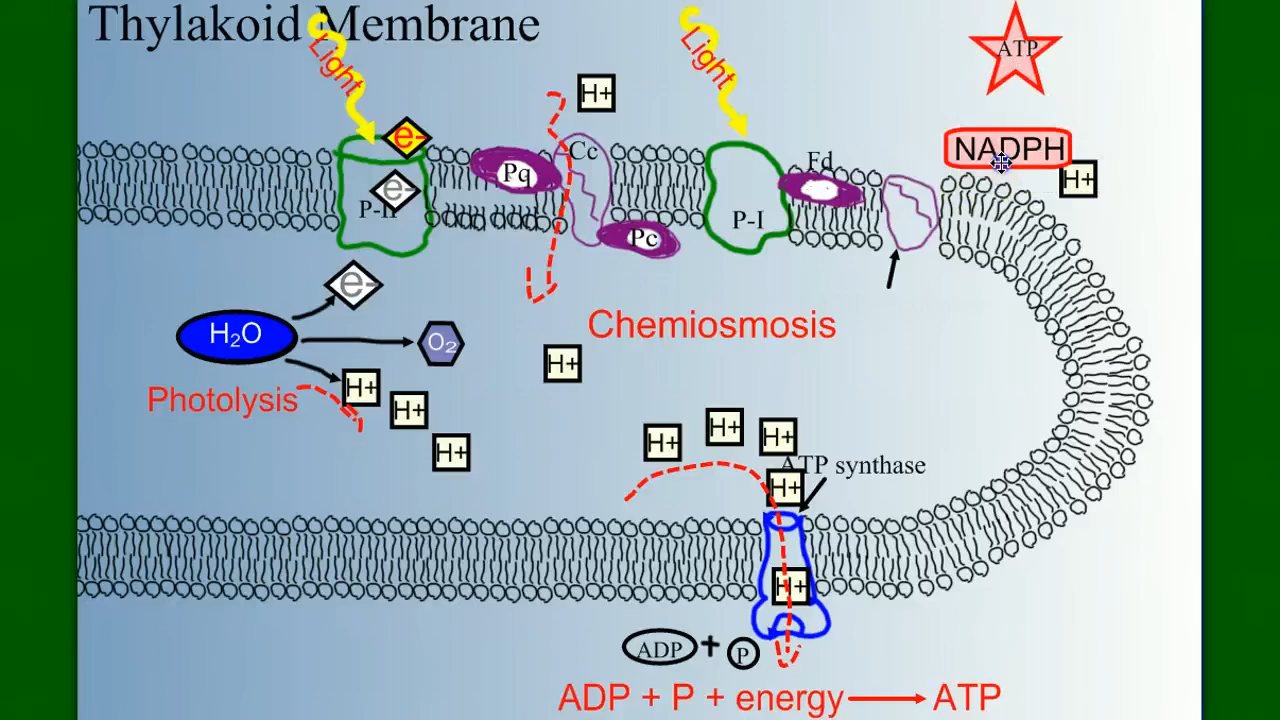 Thylakoid Membrane
Light
Light
ATP
H+
e-
NADPH
Cc
Fd
Pq
H+
e-
P-II
P-I
Pc
e-
H₂O
O₂
Chemiosmosis
H+
H+
Photolysis
H+
H+
H+
H+
H+
ATP synthase
H+
H+
ADP + P
ADP + P + energy → ATP